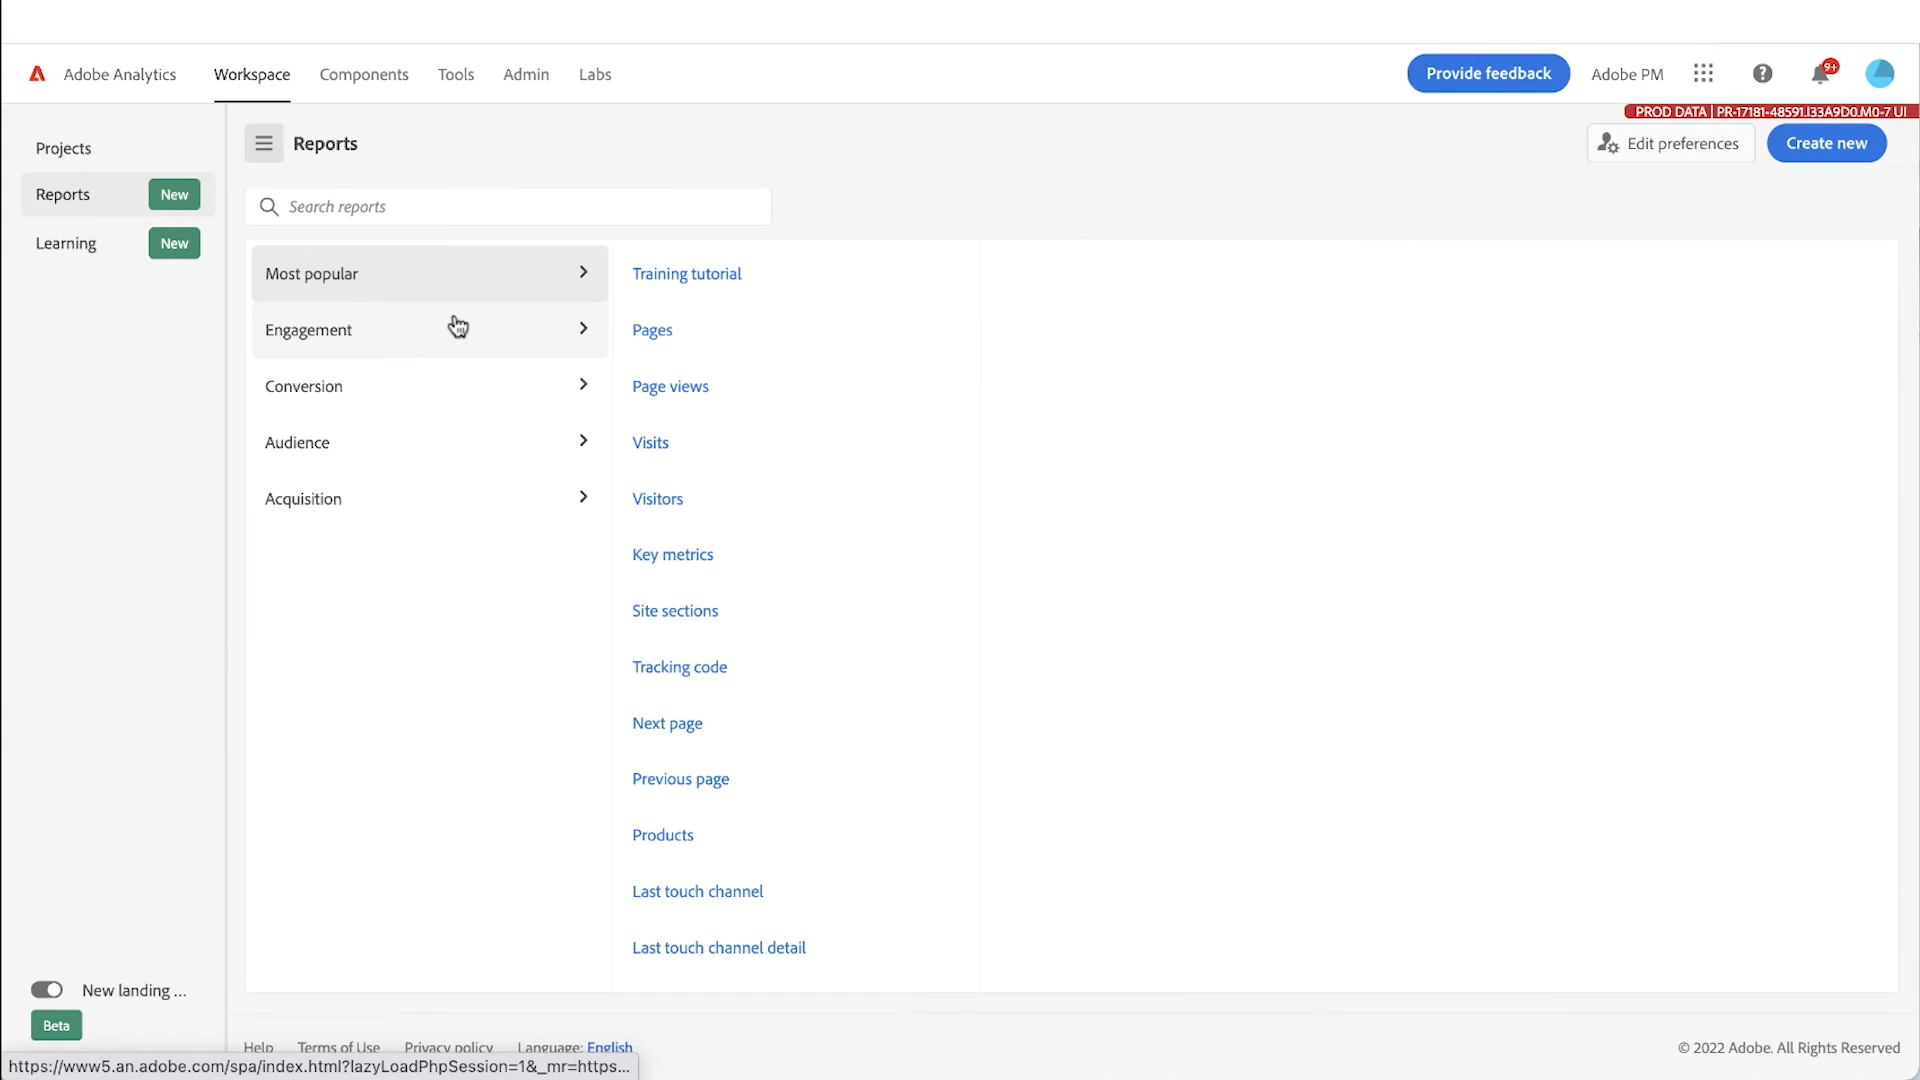 Adobe Analytics Workspace Components Tools Admin Labs Provide feedback Adobe PM 9+
PROD DATA | PR-17181-48591.I33A9D0.M0-7 UI
Projects
Reports New
Learning New
Reports
Edit preferences Create new
Search reports
Most popular
Engagement
Conversion
Audience
Acquisition
Training tutorial
Pages
Page views
Visits
Visitors
Key metrics
Site sections
Tracking code
Next page
Previous page
Products
Last touch channel
Last touch channel detail
New landing ...
Beta
Help Terms of Use Privacy policy Language: English
© 2022 Adobe. All Rights Reserved
https://www5.an.adobe.com/spa/index.html?lazyLoadPhpSession=1&_mr=https...